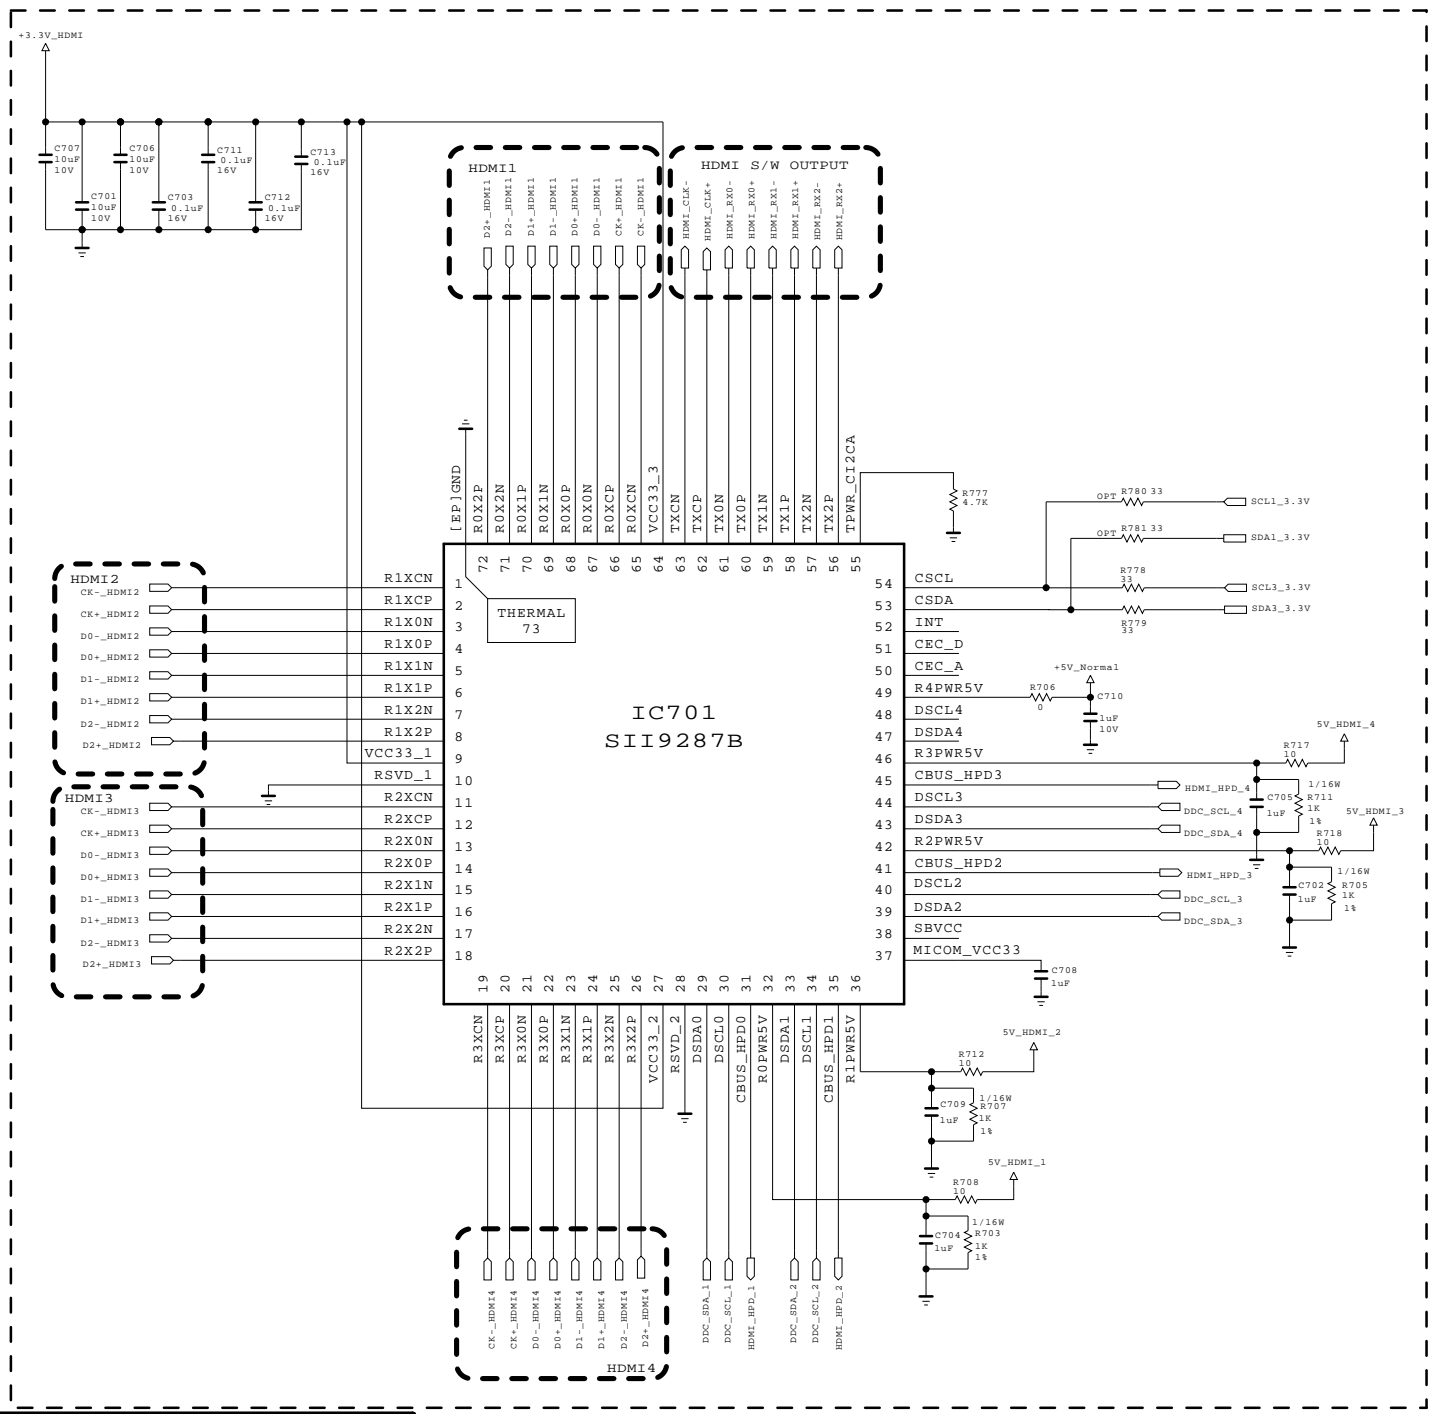 +3.3V_HDMI
C707
10uF
10V
C701
10uF
10V
C706
10uF
10V
C703
0.1uF
16V
C711
0.1uF
16V
C712
0.1uF
16V
C713
0.1uF
16V
HDMI1
D2+_HDMI1
D2-_HDMI1
D1+_HDMI1
D1-_HDMI1
D0+_HDMI1
D0-_HDMI1
CK+_HDMI1
CK-_HDMI1
HDMI S/W OUTPUT
HDMI_CLK-
HDMI_CLK+
HDMI_RX0-
HDMI_RX0+
HDMI_RX1-
HDMI_RX1+
HDMI_RX2-
HDMI_RX2+
[EP]GND
R0X2P
R0X2N
R0X1P
R0X1N
R0X0P
R0X0N
R0XCP
R0XCN
VCC33_3
TXCN
TXCP
TX0N
TX0P
TX1N
TX1P
TX2N
TX2P
TPWR_CI2CA
R777
4.7K
72
71
70
69
68
67
66
65
64
63
62
61
60
59
58
57
56
55
THERMAL
73
IC701
SII9287B
HDMI2
CK-_HDMI2
CK+_HDMI2
D0-_HDMI2
D0+_HDMI2
D1-_HDMI2
D1+_HDMI2
D2-_HDMI2
D2+_HDMI2
HDMI3
CK-_HDMI3
CK+_HDMI3
D0-_HDMI3
D0+_HDMI3
D1-_HDMI3
D1+_HDMI3
D2-_HDMI3
D2+_HDMI3
R1XCN 1
R1XCP 2
R1X0N 3
R1X0P 4
R1X1N 5
R1X1P 6
R1X2N 7
R1X2P 8
VCC33_1 9
RSVD_1 10
R2XCN 11
R2XCP 12
R2X0N 13
R2X0P 14
R2X1N 15
R2X1P 16
R2X2N 17
R2X2P 18
54 CSCL
53 CSDA
52 INT
51 CEC_D
50 CEC_A
49 R4PWR5V
48 DSCL4
47 DSDA4
46 R3PWR5V
45 CBUS_HPD3
44 DSCL3
43 DSDA3
42 R2PWR5V
41 CBUS_HPD2
40 DSCL2
39 DSDA2
38 SBVCC
37 MICOM_VCC33
OPT R780 33
SCL1_3.3V
OPT R781 33
SDA1_3.3V
R778
33
SCL3_3.3V
R779
33
SDA3_3.3V
+5V_Normal
R706
0
C710
1uF
10V
5V_HDMI_4
R717
10
HDMI_HPD_4
DDC_SCL_4
DDC_SDA_4
C705
1uF
1/16W
R711
1K
1%
5V_HDMI_3
R718
10
HDMI_HPD_3
DDC_SCL_3
DDC_SDA_3
C702
1uF
1/16W
R705
1K
1%
C708
1uF
19
20
21
22
23
24
25
26
27
28
29
30
31
32
33
34
35
36
R3XCN
R3XCP
R3X0N
R3X0P
R3X1N
R3X1P
R3X2N
R3X2P
VCC33_2
RSVD_2
DSDA0
DSCL0
CBUS_HPD0
R0PWR5V
DSDA1
DSCL1
CBUS_HPD1
R1PWR5V
5V_HDMI_2
R712
10
C709
1uF
1/16W
R707
1K
1%
5V_HDMI_1
R708
10
C704
1uF
1/16W
R703
1K
1%
CK-_HDMI4
CK+_HDMI4
D0-_HDMI4
D0+_HDMI4
D1-_HDMI4
D1+_HDMI4
D2-_HDMI4
D2+_HDMI4
HDMI4
DDC_SDA_1
DDC_SCL_1
HDMI_HPD_1
DDC_SDA_2
DDC_SCL_2
HDMI_HPD_2